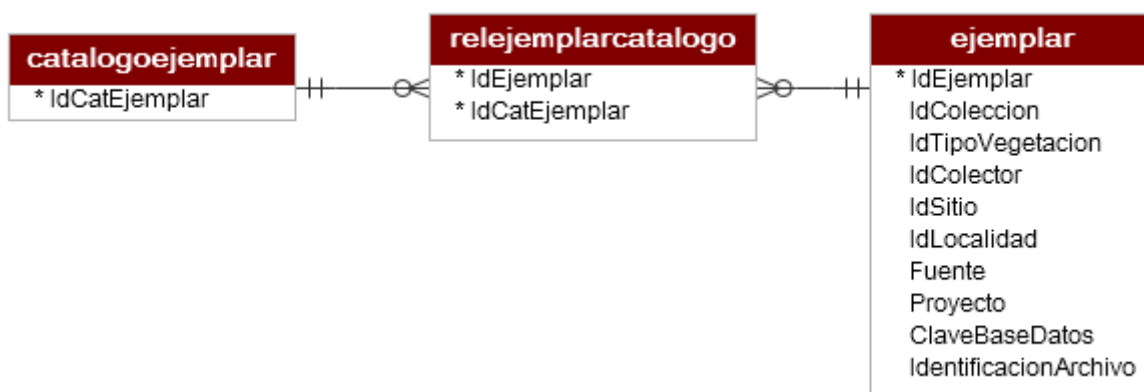 catalogoejemplar
* IdCatEjemplar
relejemplarcatalogo
* IdEjemplar
* IdCatEjemplar
ejemplar
* IdEjemplar
IdColeccion
IdTipoVegetacion
IdColector
IdSitio
IdLocalidad
Fuente
Proyecto
ClaveBaseDatos
IdentificacionArchivo